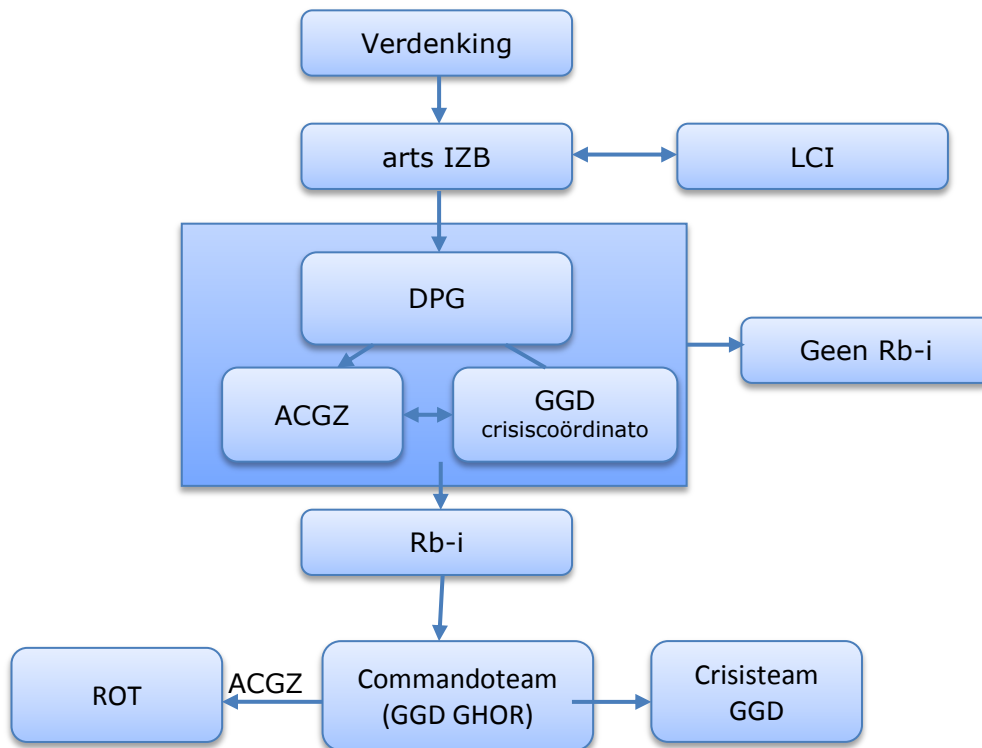 Verdenking
arts IZB
LCI
DPG
Geen Rb-i
ACGZ
GGD
crisiscoördinato
Rb-i
ROT
ACGZ
Commandoteam
(GGD GHOR)
Crisisteam
GGD